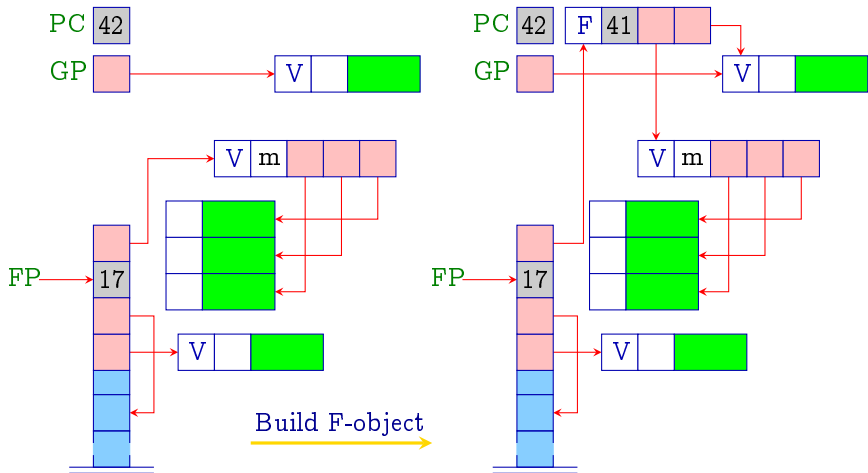 PC 42
PC 42 F 41
GP V
GP V
V m
V m
FP 17
FP 17
V
V
Build F-object